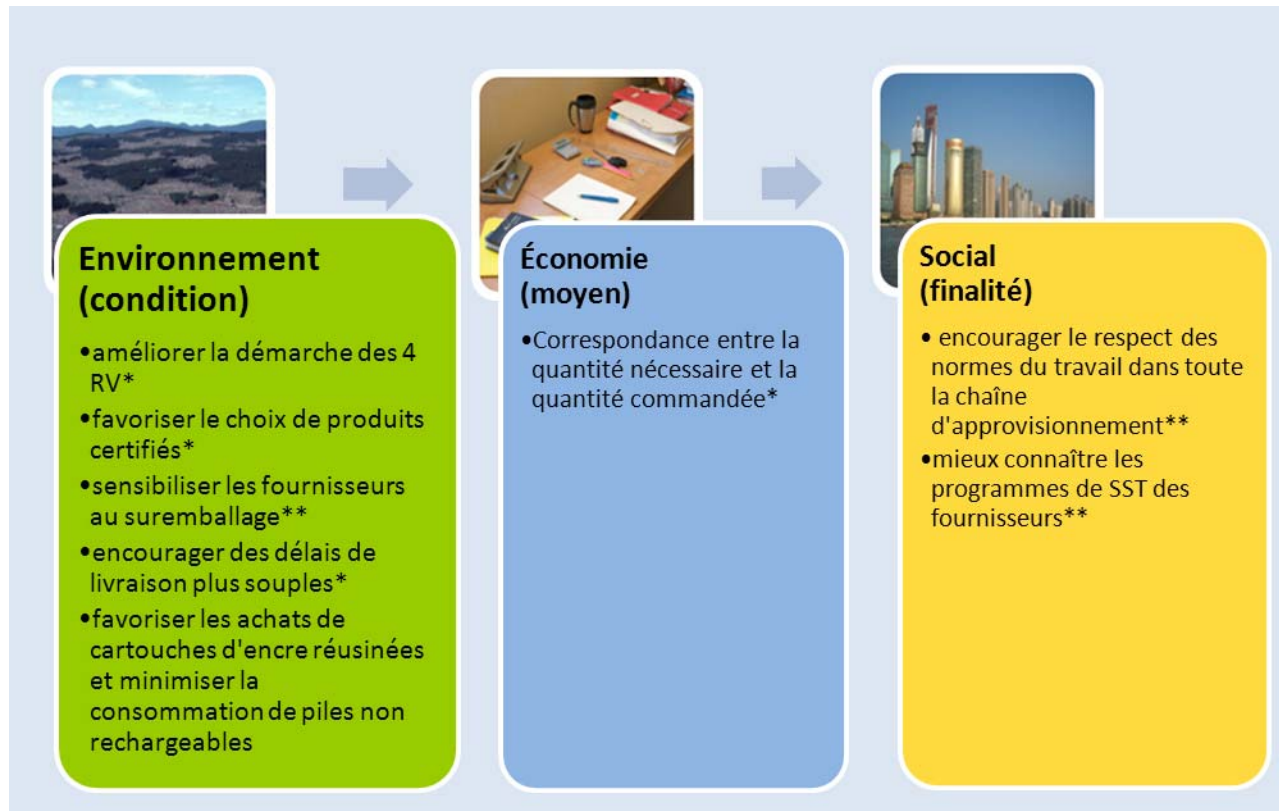 Environnement
(condition)
•améliorer la démarche des 4
RV*
•favoriser le choix de produits
certifiés*
•sensibiliser les fournisseurs
au suremballage**
•encourager des délais de
livraison plus souples*
•favoriser les achats de
cartouches d'encre réusinées
et minimiser la
consommation de piles non
rechargeables
Économie
(moyen)
•Correspondance entre la
quantité nécessaire et la
quantité commandée*
Social
(finalité)
• encourager le respect des
normes du travail dans toute
la chaîne
d'approvisionnement**
•mieux connaître les
programmes de SST des
fournisseurs**